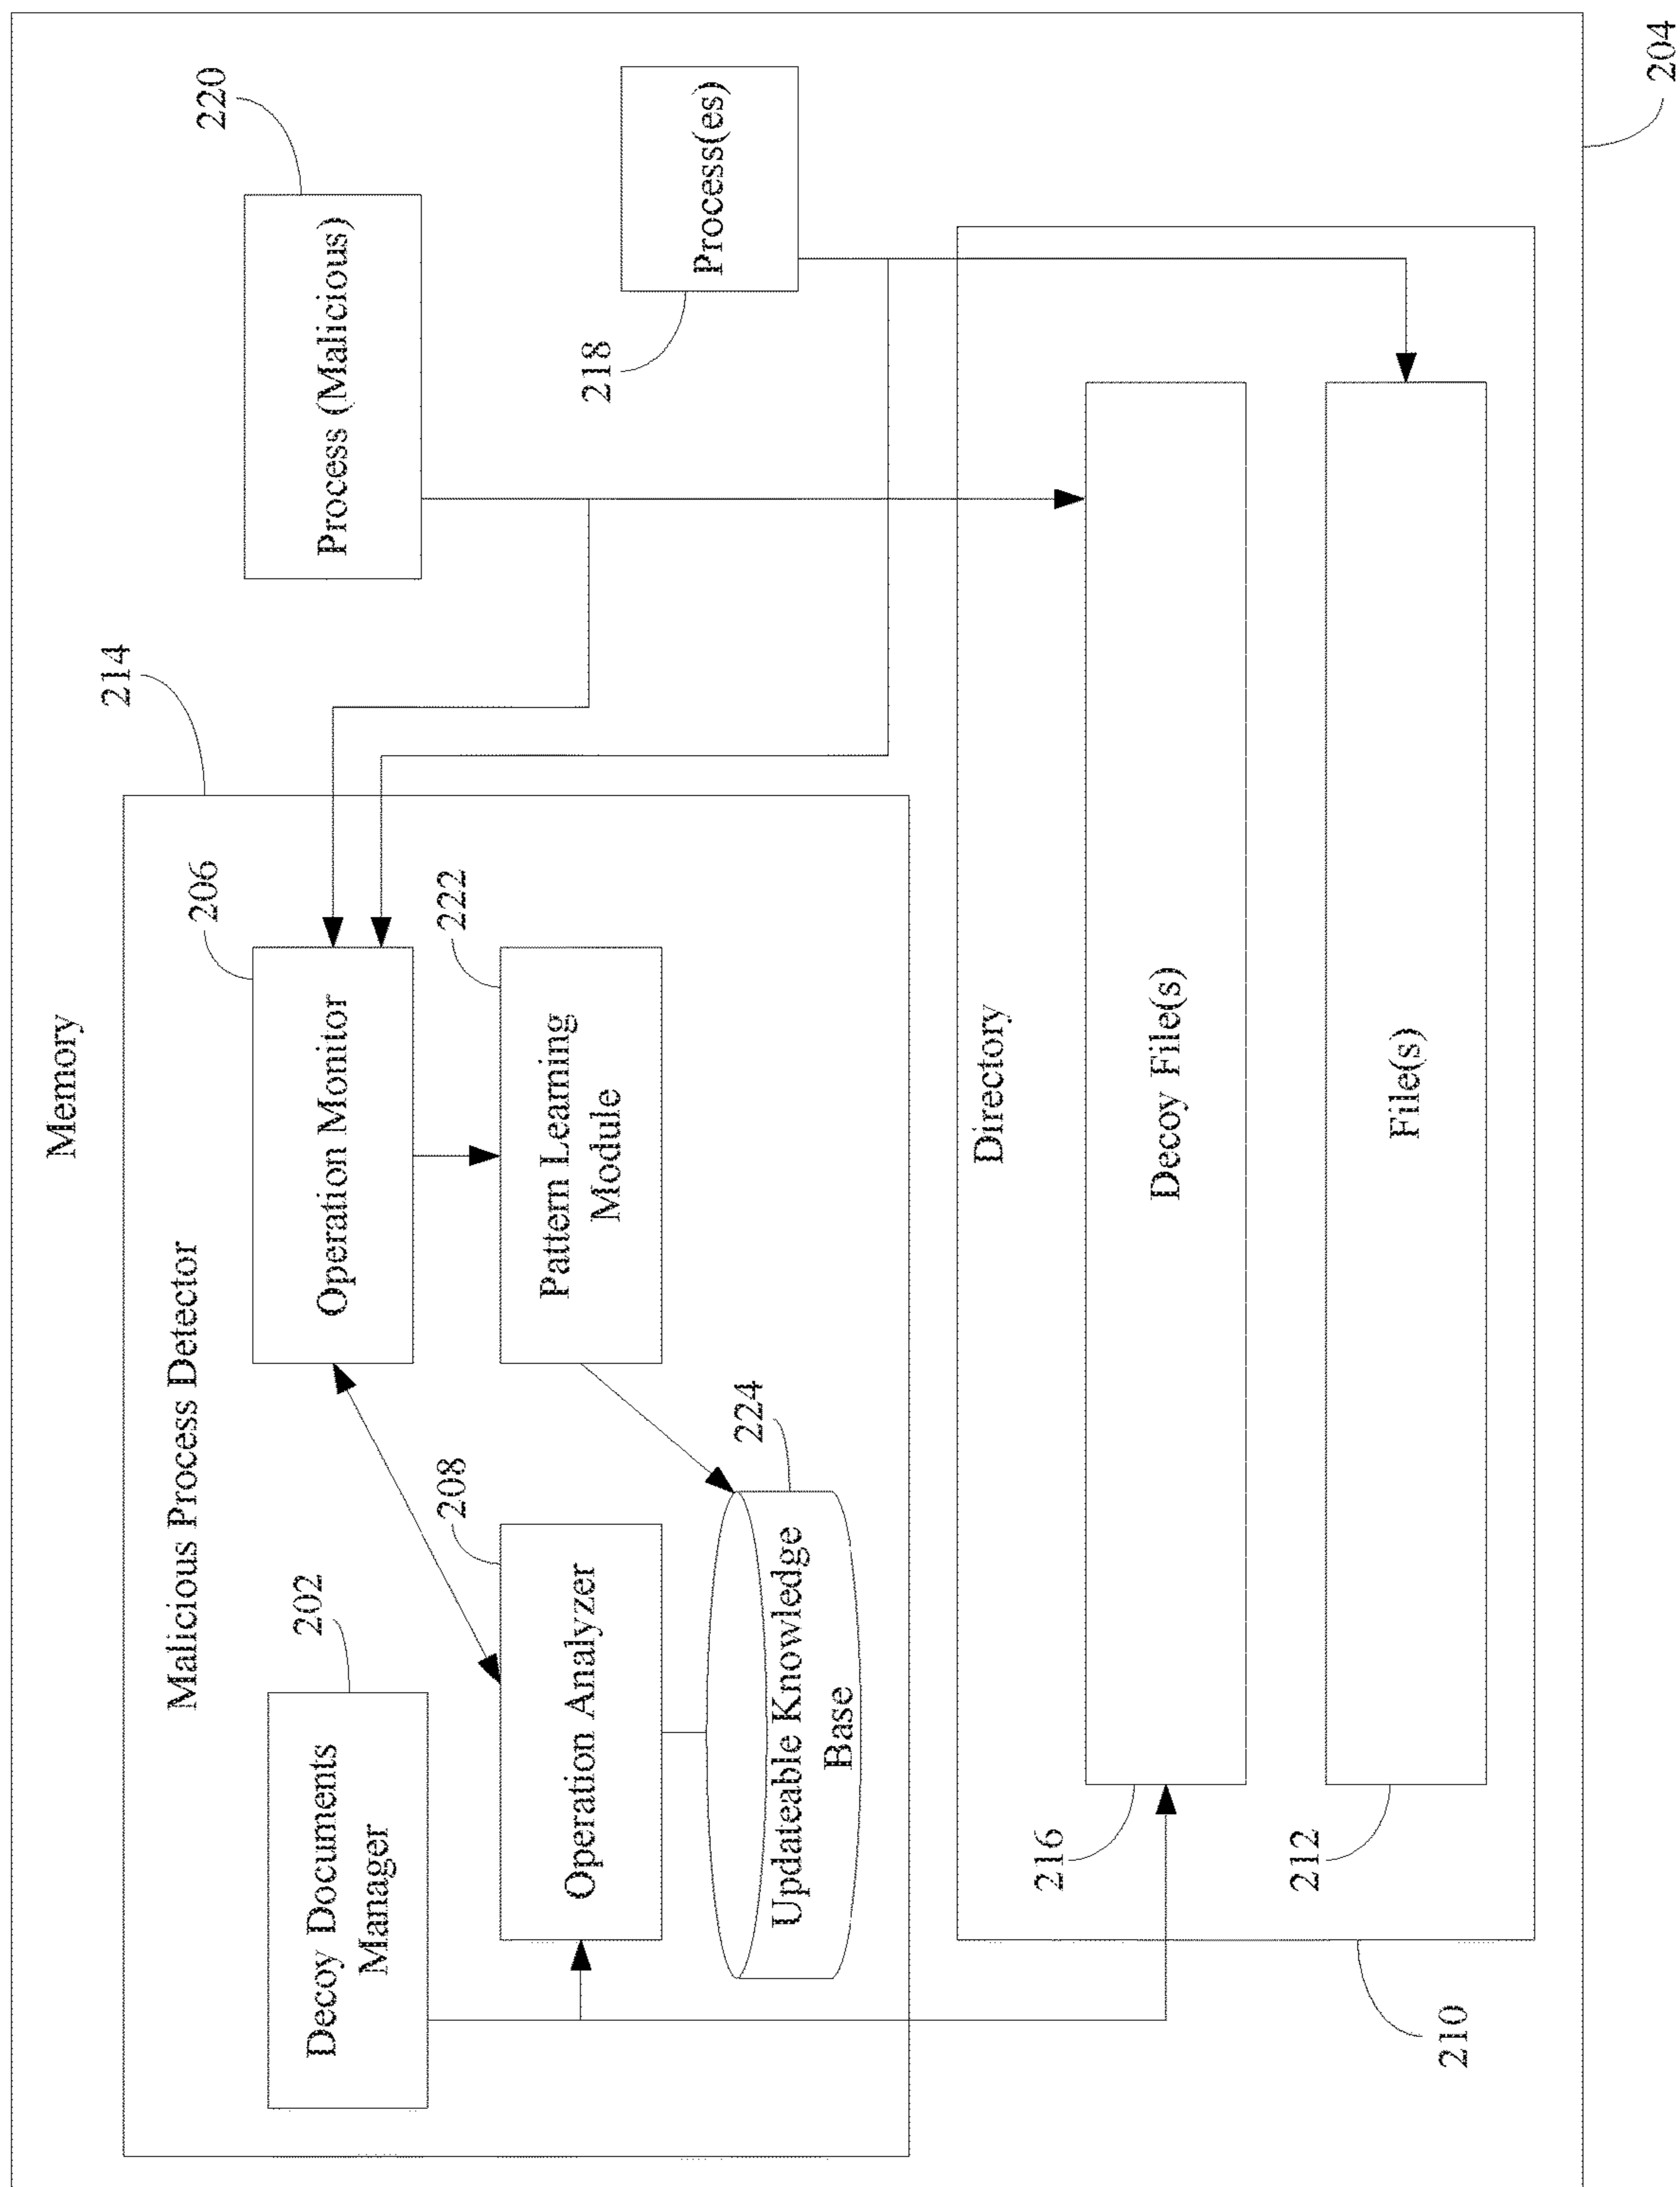 Memory
204
Malicious Process Detector
214
Decoy Documents
Manager
202
Operation Monitor
206
Process (Malicious)
220
Operation Analyzer
208
Pattern Learning
Module
222
Process(es)
218
Updateable Knowledge
Base
224
Directory
210
Decoy File(s)
216
File(s)
212